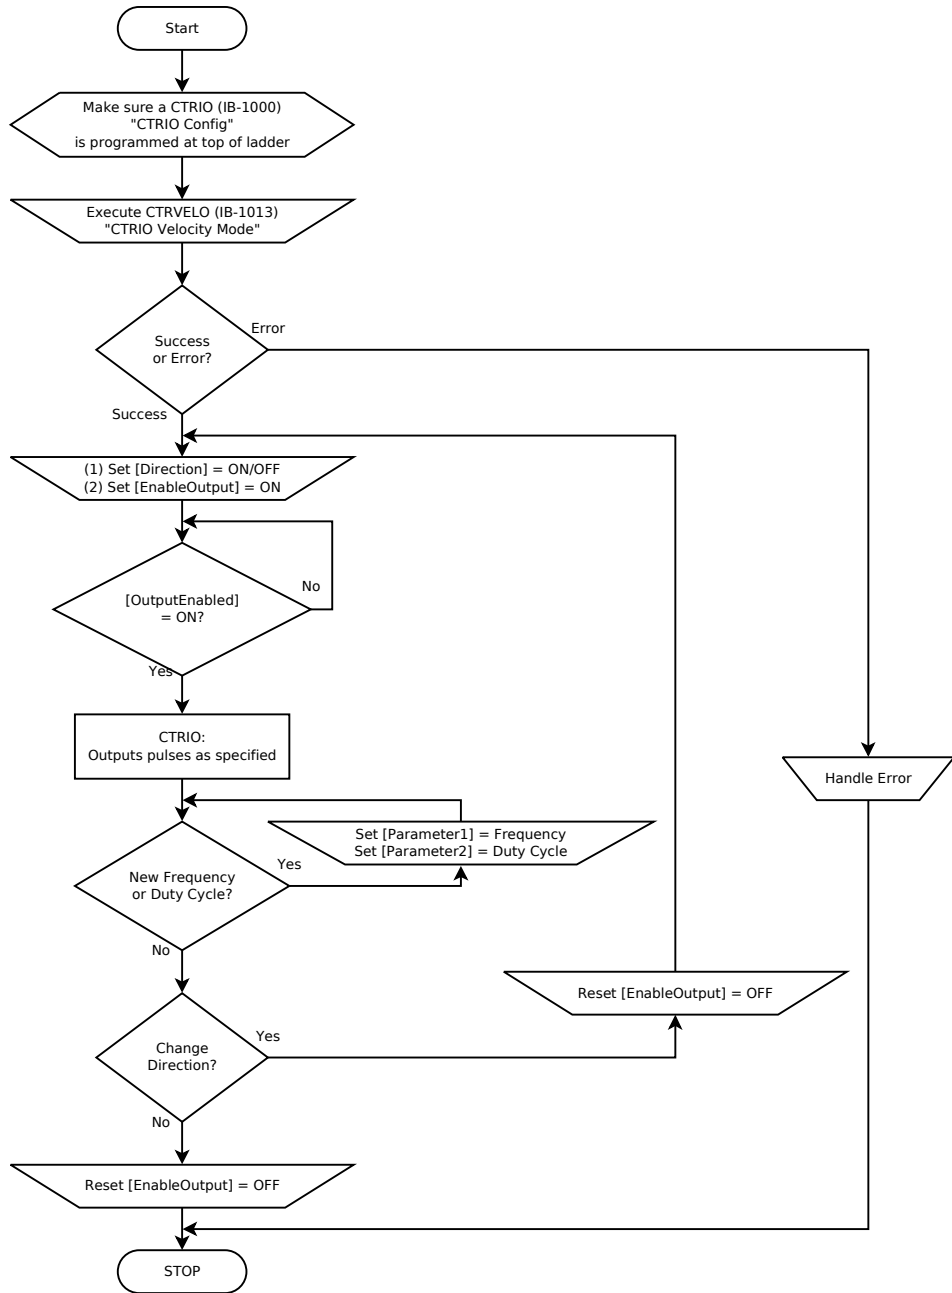 Start
Make sure a CTRIO (IB-1000)
"CTRIO Config"
is programmed at top of ladder
Execute CTRVELO (IB-1013)
"CTRIO Velocity Mode"
Success
or Error?
Error
Success
(1) Set [Direction] = ON/OFF
(2) Set [EnableOutput] = ON
[OutputEnabled]
= ON?
No
Yes
CTRIO:
Outputs pulses as specified
Handle Error
Set [Parameter1] = Frequency
Set [Parameter2] = Duty Cycle
New Frequency
or Duty Cycle?
Yes
No
Reset [EnableOutput] = OFF
Change
Direction?
Yes
No
Reset [EnableOutput] = OFF
STOP